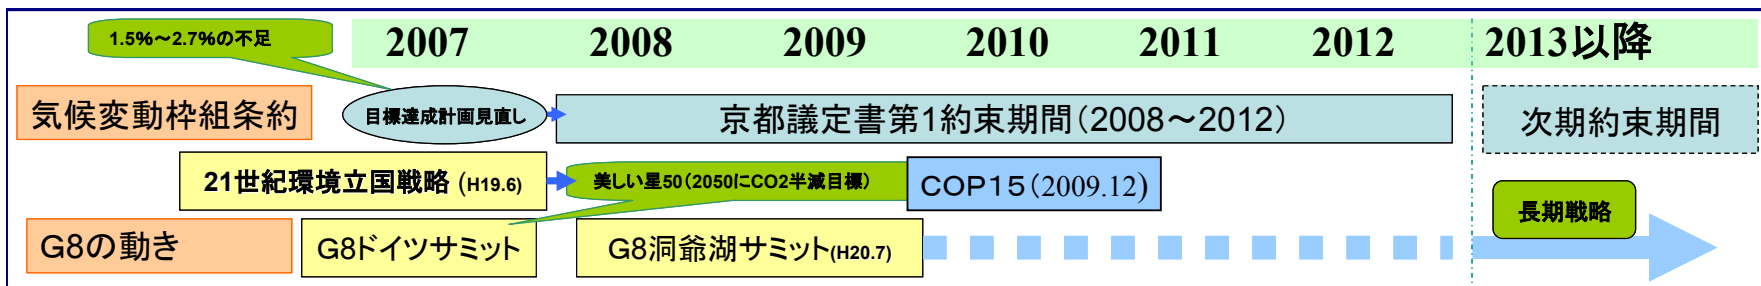 1.5%～2.7%の不足
2007 2008 2009 2010 2011 2012 2013以降
気候変動枠組条約
目標達成計画見直し
京都議定書第1約束期間（2008～2012）
次期約束期間
21世紀環境立国戦略 (H19.6)
美しい星50（2050にCO2半減目標）
COP15（2009.12）
長期戦略
G8の動き
G8ドイツサミット
G8洞爺湖サミット(H20.7)